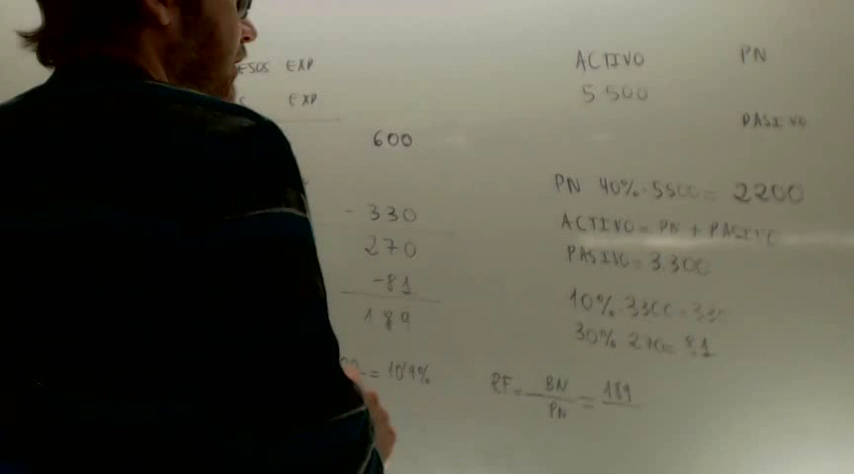 EXP
EXP
600
- 330
270
-81
189
= 10'9%
ACTIVO PN
5 500
PASIVO
PN 40%·5500 = 2200
ACTIVO = PN + PASIVO
PASIVO = 3.300
10%·3300 = 330
30% 270 = 81
RF = BN/PN = 189